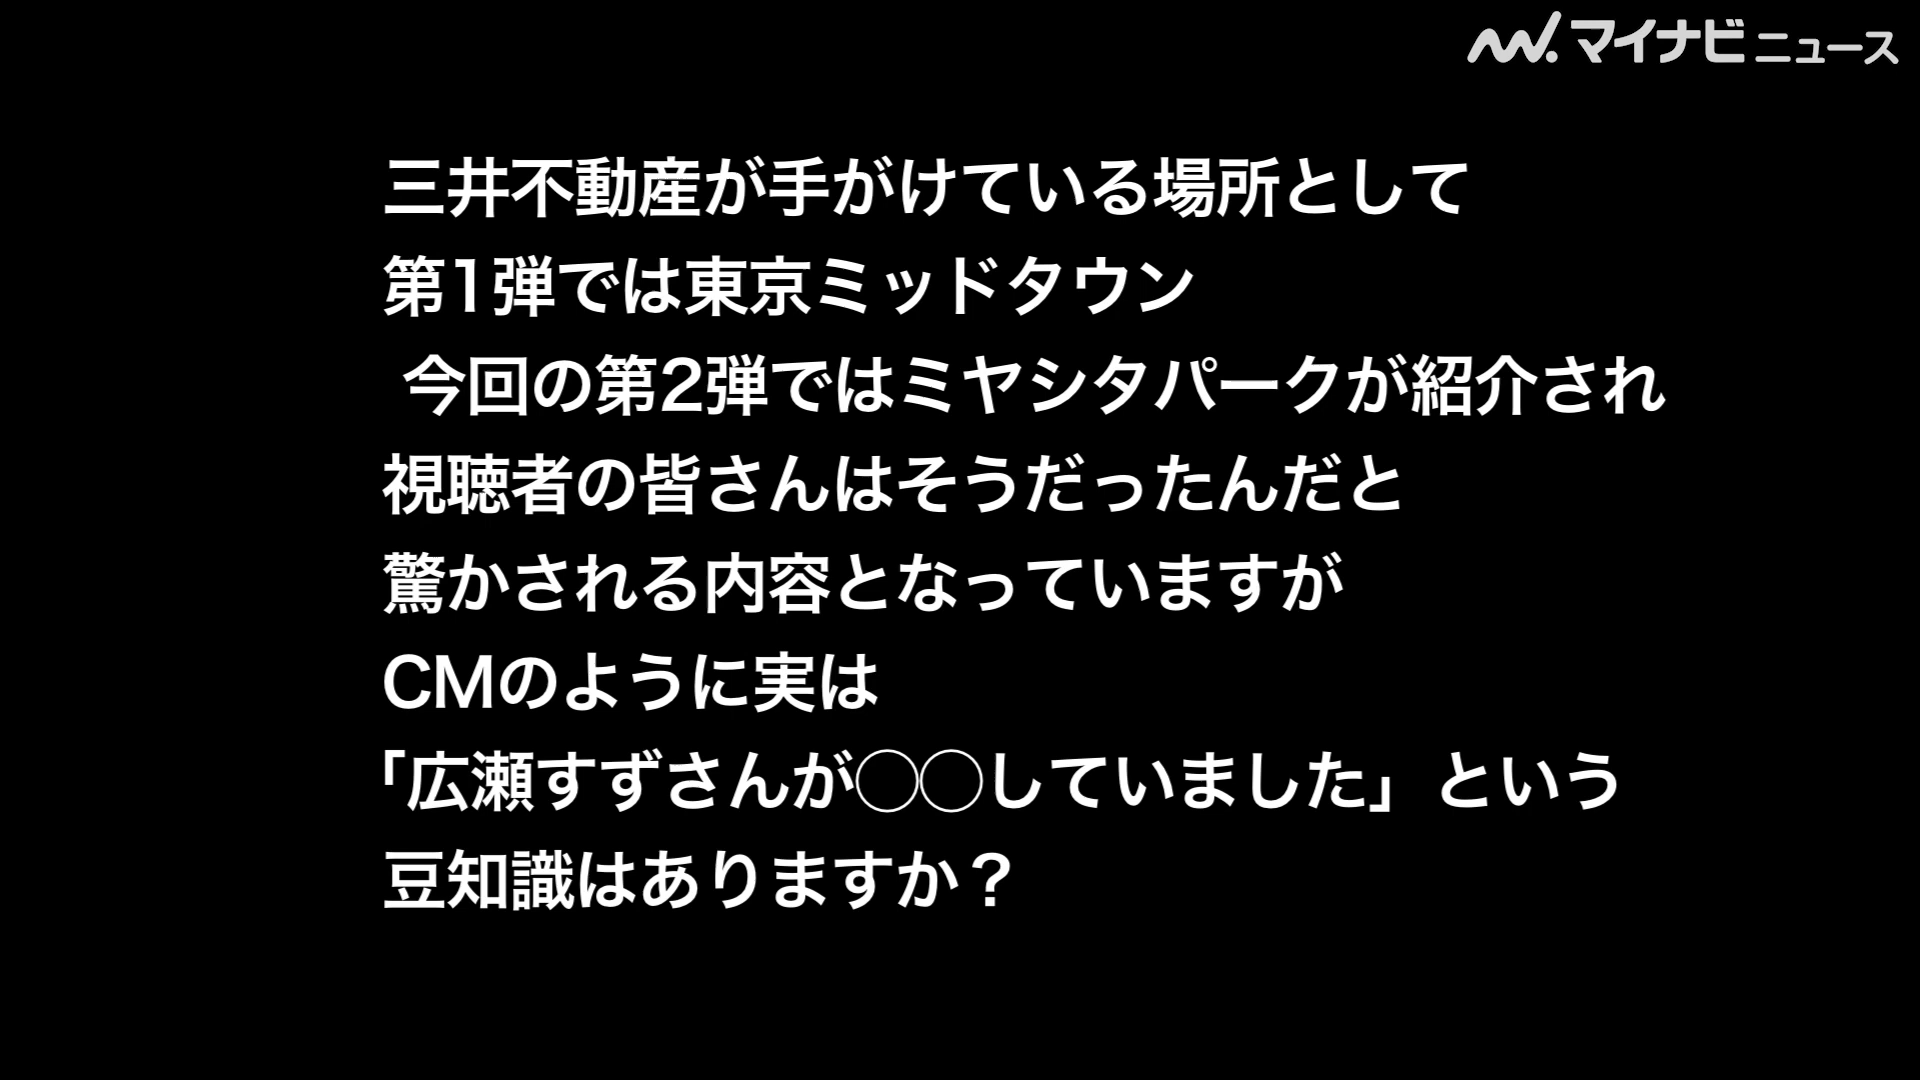 マイナビニュース
三井不動産が手がけている場所として
第1弾では東京ミッドタウン
今回の第2弾ではミヤシタパークが紹介され
視聴者の皆さんはそうだったんだと
驚かされる内容となっていますが
CMのように実は
「広瀬すずさんが◯◯していました」という
豆知識はありますか？